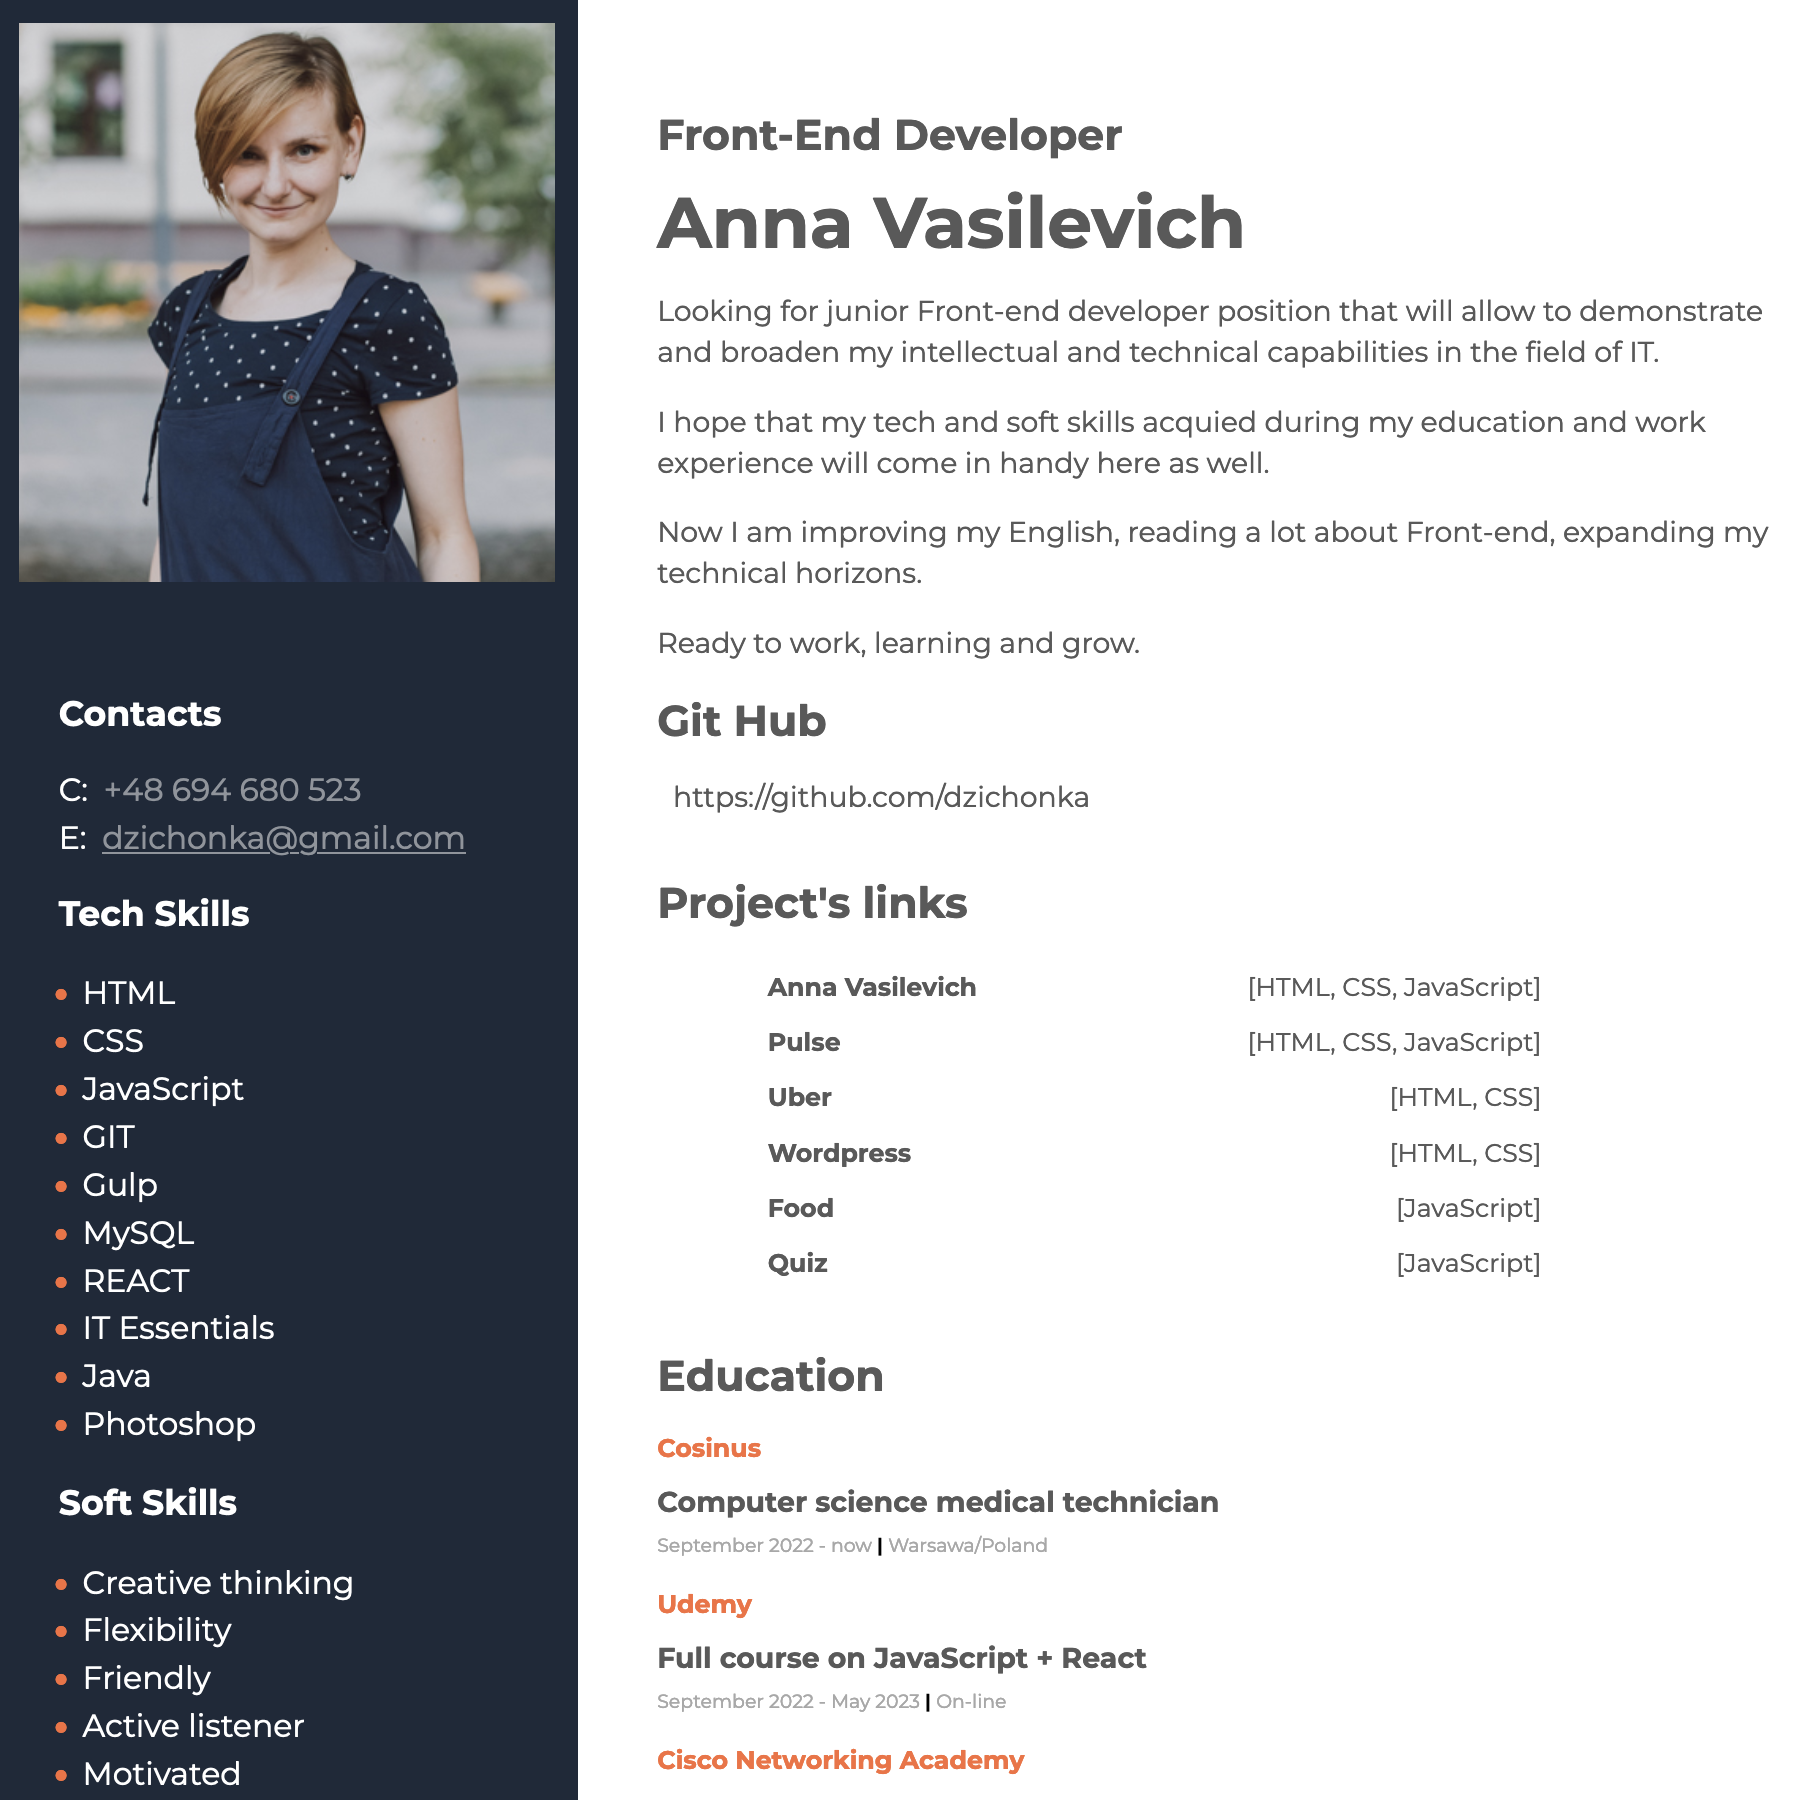 Contacts
C: +48 694 680 523
E: dzichonka@gmail.com
Tech Skills
HTML
CSS
JavaScript
GIT
Gulp
MySQL
REACT
IT Essentials
Java
Photoshop
Soft Skills
Creative thinking
Flexibility
Friendly
Active listener
Motivated
Front-End Developer
Anna Vasilevich
Looking for junior Front-end developer position that will allow to demonstrate
and broaden my intellectual and technical capabilities in the field of IT.
I hope that my tech and soft skills acquied during my education and work
experience will come in handy here as well.
Now I am improving my English, reading a lot about Front-end, expanding my
technical horizons.
Ready to work, learning and grow.
Git Hub
https://github.com/dzichonka
Project's links
Anna Vasilevich [HTML, CSS, JavaScript]
Pulse [HTML, CSS, JavaScript]
Uber [HTML, CSS]
Wordpress [HTML, CSS]
Food [JavaScript]
Quiz [JavaScript]
Education
Cosinus
Computer science medical technician
September 2022 - now | Warsawa/Poland
Udemy
Full course on JavaScript + React
September 2022 - May 2023 | On-line
Cisco Networking Academy